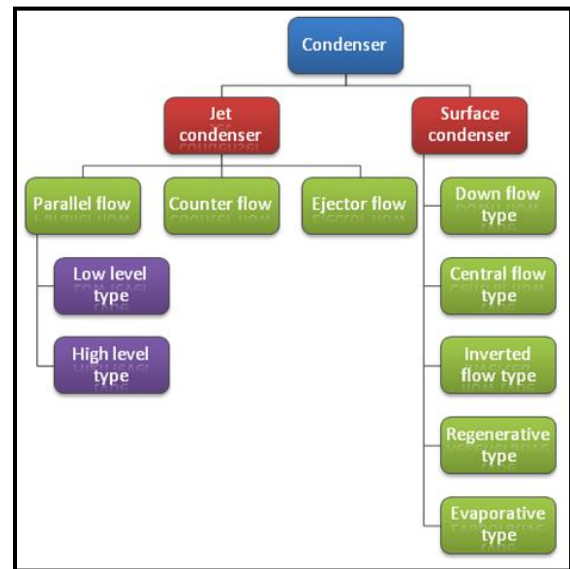 Condenser
Jet
condenser
Surface
condenser
Parallel flow
Counter flow
Ejector flow
Low level
type
High level
type
Down flow
type
Central flow
type
Inverted
flow type
Regenerative
type
Evaporative
type